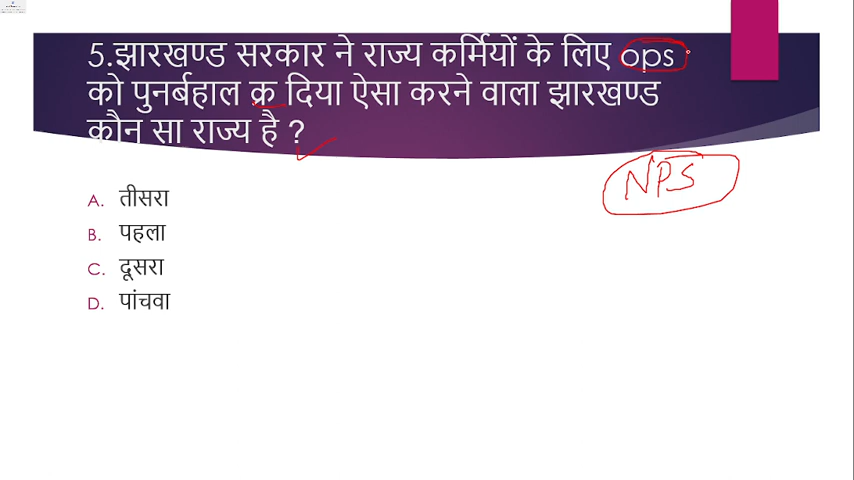 5.झारखण्ड सरकार ने राज्य कर्मियों के लिए ops
को पुनर्बहाल क दिया ऐसा करने वाला झारखण्ड
कौन सा राज्य है ?
NPS
A. तीसरा
B. पहला
C. दूसरा
D. पांचवा